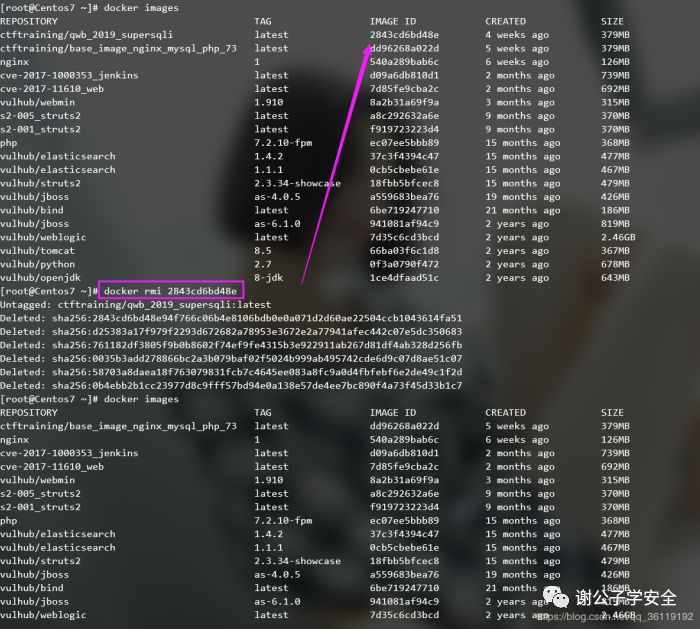 [root@Centos7 ~]# docker images
REPOSITORY TAG IMAGE ID CREATED SIZE
ctftraining/qwb_2019_supersqli latest 2843cd6bd48e 4 weeks ago 379MB
ctftraining/base_image_nginx_mysql_php_73 latest dd96268a022d 5 weeks ago 379MB
nginx 1 540a289bab6c 6 weeks ago 126MB
cve-2017-1000353_jenkins latest d09a6db810d1 2 months ago 739MB
cve-2017-11610_web latest 7d85fe9cba2c 2 months ago 692MB
vulhub/webmin 1.910 8a2b31a69f9a 3 months ago 315MB
s2-005_struts2 latest a8c292632a6e 9 months ago 370MB
s2-001_struts2 latest f919723223d4 9 months ago 370MB
php 7.2.10-fpm ec07ee5bbb89 15 months ago 368MB
vulhub/elasticsearch 1.4.2 37c3f4394c47 15 months ago 477MB
vulhub/elasticsearch 1.1.1 0cb5cbebe61e 15 months ago 467MB
vulhub/struts2 2.3.34-showcase 18fbb5bfcec8 15 months ago 479MB
vulhub/jboss as-4.0.5 a559683bea76 19 months ago 426MB
vulhub/bind latest 6be719247710 21 months ago 186MB
vulhub/jboss as-6.1.0 941081af94c9 2 years ago 819MB
vulhub/weblogic latest 7d35c6cd3bcd 2 years ago 2.46GB
vulhub/tomcat 8.5 66ba03f6c1d8 2 years ago 367MB
vulhub/python 2.7 0f3a0790f472 2 years ago 678MB
vulhub/openjdk 8-jdk 1ce4dfaad51c 2 years ago 643MB
[root@Centos7 ~]# docker rmi 2843cd6bd48e
Untagged: ctftraining/qwb_2019_supersqli:latest
Deleted: sha256:2843cd6bd48e94f766c06b4e8106bdb0e0a071d2d60ae22504ccb1043614fa51
Deleted: sha256:d25383a17f979f2293d672682a78953e3672e2a77941afec442c07e5dc350683
Deleted: sha256:761182df3805f9b0b8602f74ef9fe4315b3e922911ab267d81df4ab328d256fb
Deleted: sha256:0035b3add278866bc2a3b079baf02f5024b999ab495742cde6d9c07d8ae51c07
Deleted: sha256:58703a8daea18f763079831fcb7c4645ee083a8fc9a0d4fbfebf6e2de49c1f2d
Deleted: sha256:0b4ebb2b1cc23977d8c9fff57bd94e0a138e57de4ee7bc890f4a73f45d33b1c7
[root@Centos7 ~]# docker images
REPOSITORY TAG IMAGE ID CREATED SIZE
ctftraining/base_image_nginx_mysql_php_73 latest dd96268a022d 5 weeks ago 379MB
nginx 1 540a289bab6c 6 weeks ago 126MB
cve-2017-1000353_jenkins latest d09a6db810d1 2 months ago 739MB
cve-2017-11610_web latest 7d85fe9cba2c 2 months ago 692MB
vulhub/webmin 1.910 8a2b31a69f9a 3 months ago 315MB
s2-005_struts2 latest a8c292632a6e 9 months ago 370MB
s2-001_struts2 latest f919723223d4 9 months ago 370MB
php 7.2.10-fpm ec07ee5bbb89 15 months ago 368MB
vulhub/elasticsearch 1.4.2 37c3f4394c47 15 months ago 477MB
vulhub/elasticsearch 1.1.1 0cb5cbebe61e 15 months ago 467MB
vulhub/struts2 2.3.34-showcase 18fbb5bfcec8 15 months ago 479MB
vulhub/jboss as-4.0.5 a559683bea76 19 months ago 426MB
vulhub/bind latest 6be719247710 21 months ago 186MB
vulhub/jboss as-6.1.0 941081af94c9 2 years ago 819MB
vulhub/weblogic latest 7d35c6cd3bcd 2 years ago 2.46GB
谢公子学安全